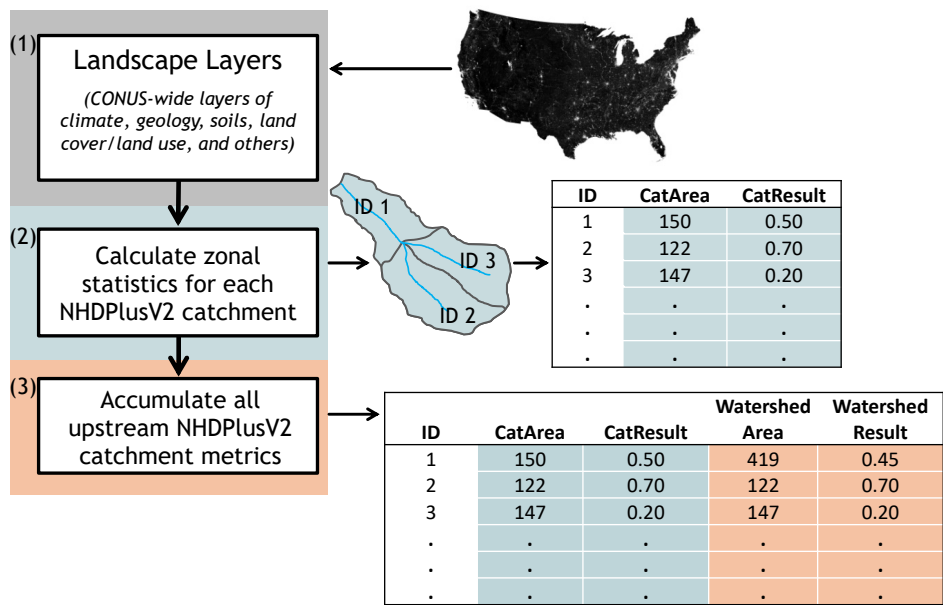 (1)
Landscape Layers
(CONUS-wide layers of
climate, geology, soils, land
cover/land use, and others)
(2)
Calculate zonal
statistics for each
NHDPlusV2 catchment
ID 1
ID 3
ID 2
ID CatArea CatResult
1 150 0.50
2 122 0.70
3 147 0.20
. . .
. . .
. . .
(3)
Accumulate all
upstream NHDPlusV2
catchment metrics
Watershed Watershed
ID CatArea CatResult Area Result
1 150 0.50 419 0.45
2 122 0.70 122 0.70
3 147 0.20 147 0.20
. . . . .
. . . . .
. . . . .